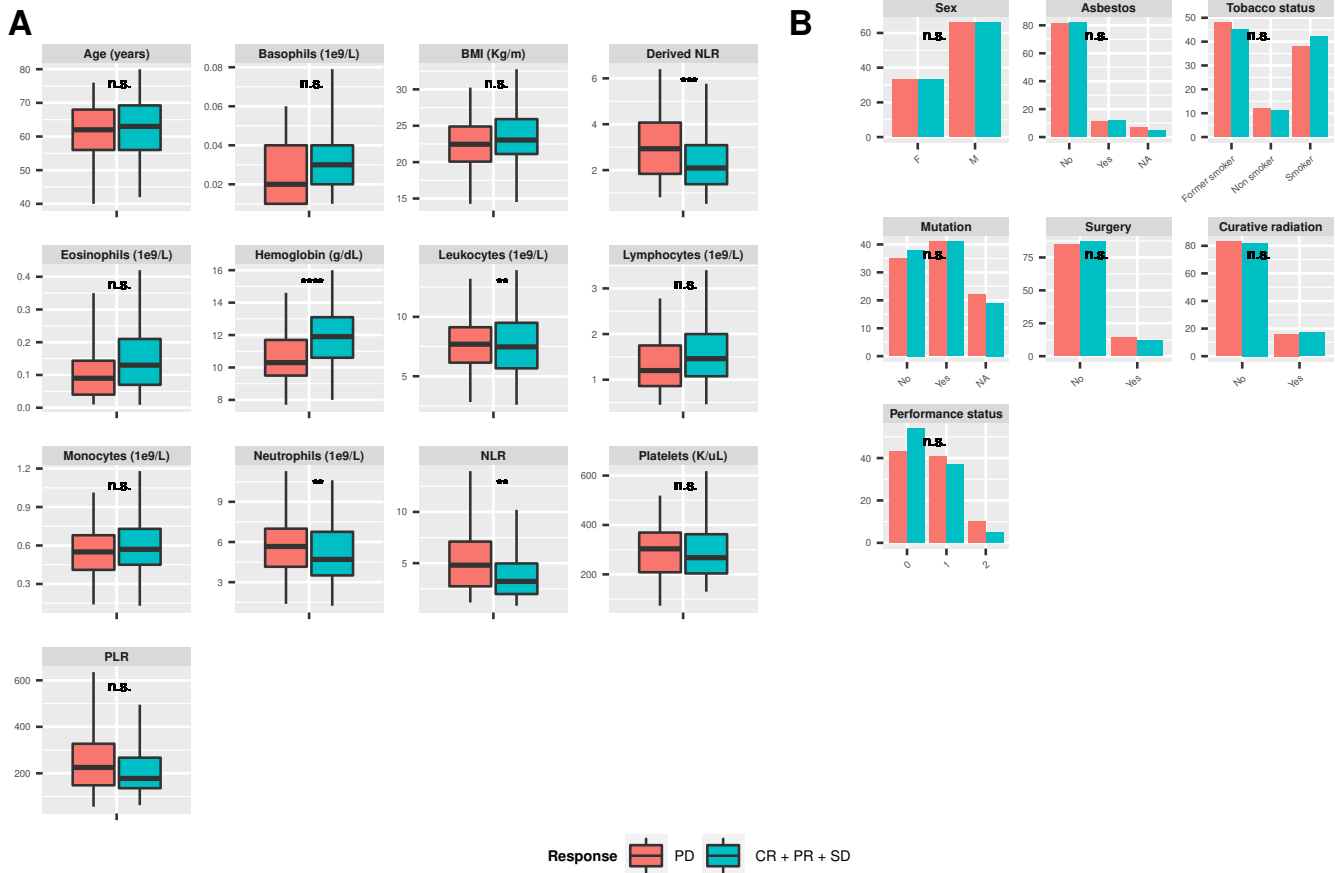 A
Age (years)
Basophils (1e9/L)
BMI (Kg/m)
Derived NLR
80
70
60
50
40
n.s.
0.08
0.06
0.04
0.02
n.s.
30
25
20
15
n.s.
6
4
2
***
Eosinophils (1e9/L)
Hemoglobin (g/dL)
Leukocytes (1e9/L)
Lymphocytes (1e9/L)
0.4
0.3
0.2
0.1
0.0
n.s.
16
14
12
10
8
****
10
5
**
3
2
1
n.s.
Monocytes (1e9/L)
Neutrophils (1e9/L)
NLR
Platelets (K/uL)
1.2
0.9
0.6
0.3
n.s.
9
6
3
**
10
5
**
600
400
200
n.s.
PLR
600
400
200
n.s.
B
Sex
Asbestos
Tobacco status
60
40
20
0
n.s.
F
M
80
60
40
20
0
n.s.
No
Yes
NA
50
40
30
20
10
0
n.s.
Former smoker
Non smoker
Smoker
Mutation
Surgery
Curative radiation
40
30
20
10
0
n.s.
No
Yes
NA
75
50
25
0
n.s.
No
Yes
80
60
40
20
0
n.s.
No
Yes
Performance status
40
20
0
n.s.
0
1
2
Response PD CR + PR + SD